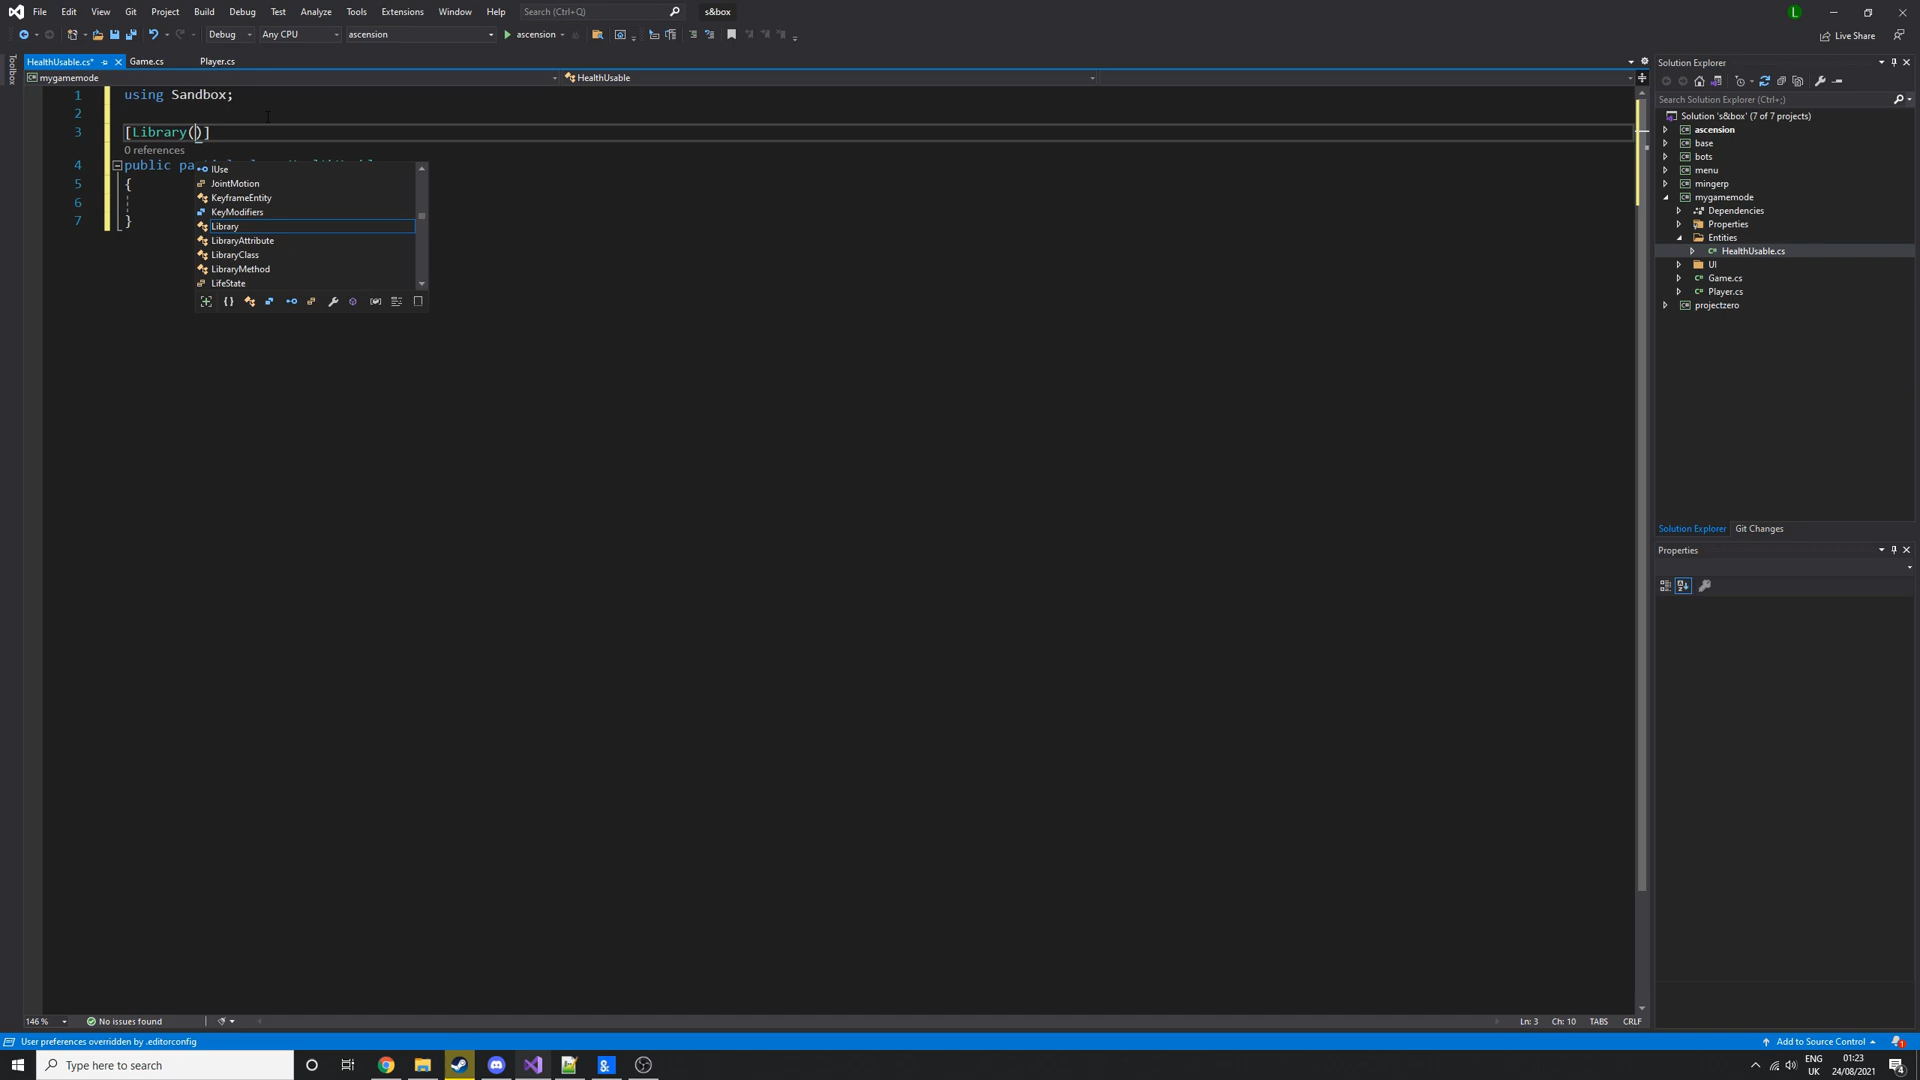 File Edit View Git Project Build Debug Test Analyze Tools Extensions Window Help Search (Ctrl+Q) s&box L
Debug Any CPU ascension ascension Live Share
Toolbox
HealthUsable.cs* Game.cs Player.cs
mygamemode HealthUsable
1 using Sandbox;
2
3 [Library()]
0 references
4 public pa
5 {
6
7 }
IUse
JointMotion
KeyframeEntity
KeyModifiers
Library
LibraryAttribute
LibraryClass
LibraryMethod
LifeState
Solution Explorer
Search Solution Explorer (Ctrl+;)
Solution 's&box' (7 of 7 projects)
ascension
base
bots
menu
mingerp
mygamemode
Dependencies
Properties
Entities
HealthUsable.cs
UI
Game.cs
Player.cs
projectzero
Solution Explorer Git Changes
Properties
146 % No issues found Ln: 3 Ch: 10 TABS CRLF
User preferences overridden by .editorconfig Add to Source Control 1
Type here to search ENG UK 01:23 24/08/2021 4